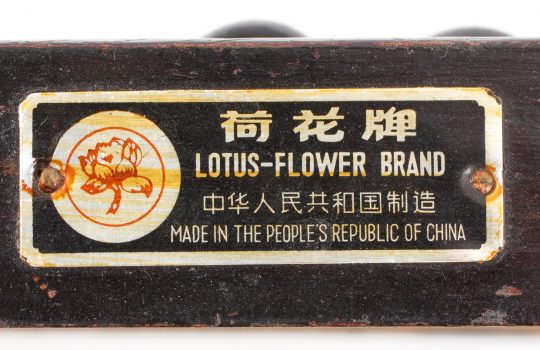 荷花牌
LOTUS-FLOWER BRAND
中华人民共和国制造
MADE IN THE PEOPLE'S REPUBLIC OF CHINA